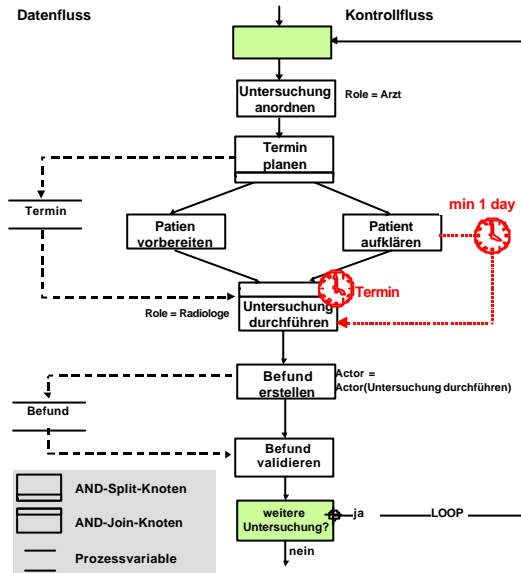 Datenfluss
Kontrollfluss
Untersuchung
anordnen
Role = Arzt
Termin
planen
min 1 day
Termin
Patien
vorbereiten
Patient
aufklären
Termin
Role = Radiologe
Untersuchung
durchführen
Befund
erstellen
Actor =
Actor(Untersuchung durchführen)
Befund
Befund
validieren
AND-Split-Knoten
AND-Join-Knoten
Prozessvariable
weitere
Untersuchung?
ja
LOOP
nein